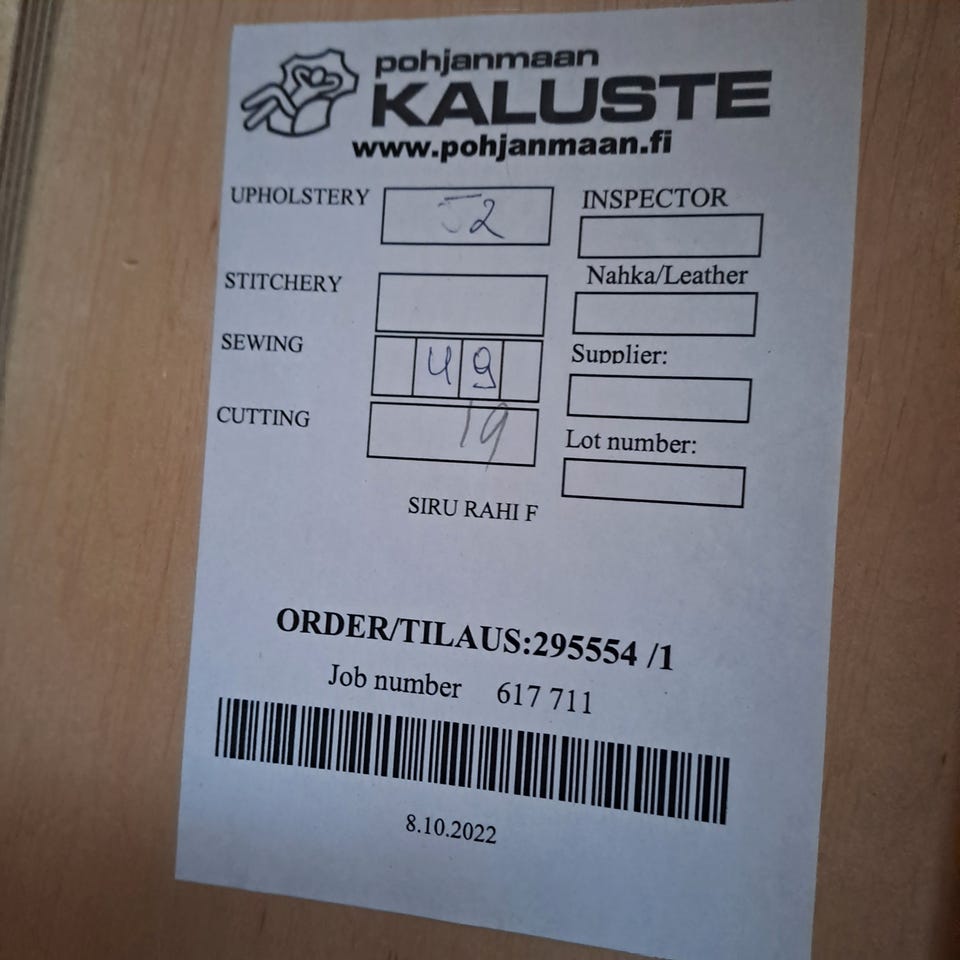 pohjanmaan
KALUSTE
www.pohjanmaan.fi
UPHOLSTERY 52 INSPECTOR
STITCHERY Nahka/Leather
SEWING 49 Supplier:
CUTTING 19 Lot number:
SIRU RAHI F
ORDER/TILAUS:295554 /1
Job number 617 711
8.10.2022